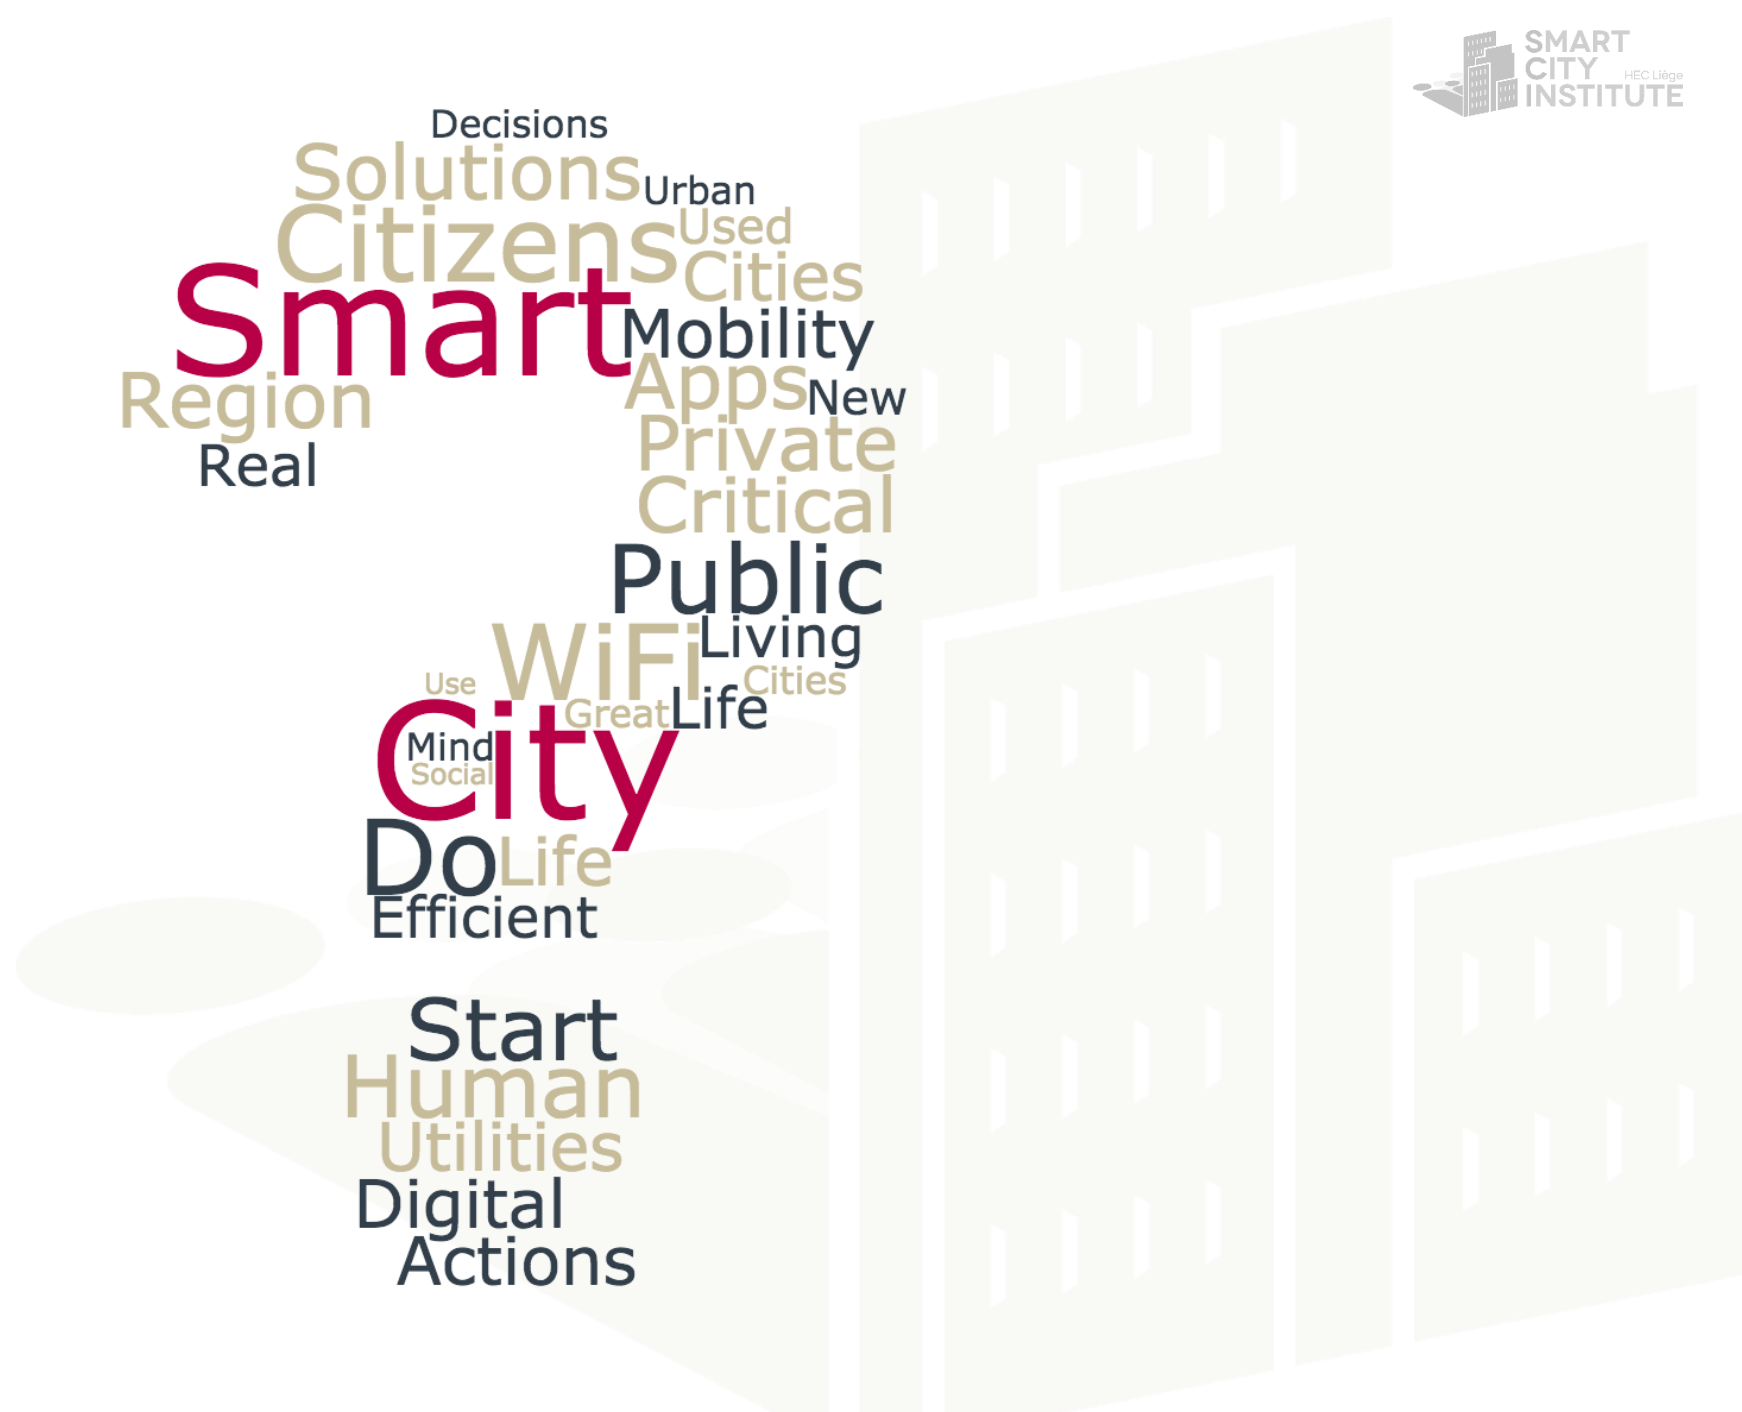 SMART
CITY HEC Liège
INSTITUTE
Decisions
Solutions
Urban
Citizens
Used
Cities
Smart
Mobility
Apps
New
Region
Private
Real
Critical
Public
Living
WiFi
Use
Cities
Great
Life
City
Mind
Social
Do
Life
Efficient
Start
Human
Utilities
Digital
Actions